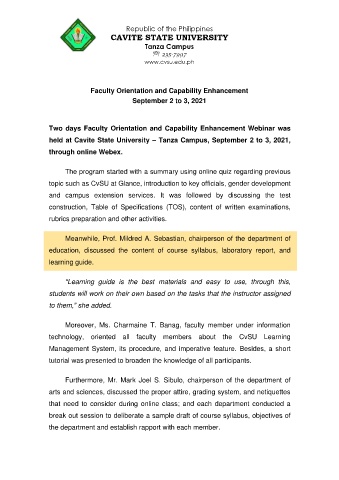 Republic of the Philippines
CAVITE STATE UNIVERSITY
Tanza Campus
www.cvsu.edu.ph
Faculty Orientation and Capability Enhancement
September 2 to 3, 2021
Two days Faculty Orientation and Capability Enhancement Webinar was
held at Cavite State University – Tanza Campus, September 2 to 3, 2021,
through online Webex.
The program started with a summary using online quiz regarding previous
topic such as CvSU at Glance, introduction to key officials, gender development
and campus extension services. It was followed by discussing the test
construction, Table of Specifications (TOS), content of written examinations,
rubrics preparation and other activities.
Meanwhile, Prof. Mildred A. Sebastian, chairperson of the department of
education, discussed the content of course syllabus, laboratory report, and
learning guide.
"Learning guide is the best materials and easy to use, through this,
students will work on their own based on the tasks that the instructor assigned
to them," she added.
Moreover, Ms. Charmaine T. Banag, faculty member under information
technology, oriented all faculty members about the CvSU Learning
Management System, its procedure, and imperative feature. Besides, a short
tutorial was presented to broaden the knowledge of all participants.
Furthermore, Mr. Mark Joel S. Sibulo, chairperson of the department of
arts and sciences, discussed the proper attire, grading system, and netiquettes
that need to consider during online class; and each department conducted a
break out session to deliberate a sample draft of course syllabus, objectives of
the department and establish rapport with each member.